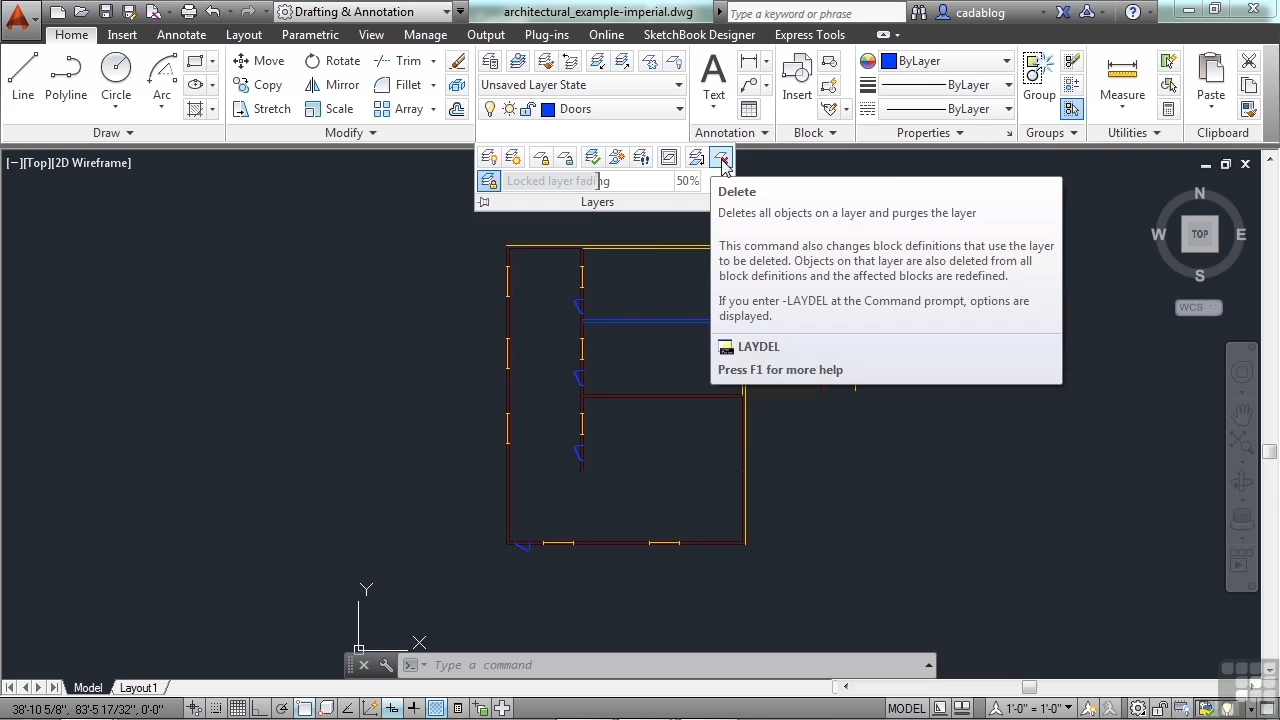 Drafting & Annotation
architectural_example-imperial.dwg
Type a keyword or phrase
cadablog
Home Insert Annotate Layout Parametric View Manage Output Plug-ins Online SketchBook Designer Express Tools
Line
Polyline
Circle
Arc
Draw
Move
Rotate
Trim
Copy
Mirror
Fillet
Stretch
Scale
Array
Modify
Unsaved Layer State
Doors
Locked layer fading
50%
Layers
Text
Annotation
Insert
Block
ByLayer
ByLayer
ByLayer
Properties
Group
Groups
Measure
Utilities
Paste
Clipboard
[−][Top][2D Wireframe]
Delete
Deletes all objects on a layer and purges the layer
This command also changes block definitions that use the layer
to be deleted. Objects on that layer are also deleted from all
block definitions and the affected blocks are redefined.
If you enter -LAYDEL at the Command prompt, options are
displayed.
LAYDEL
Press F1 for more help
N
W
TOP
E
S
WCS
Y
X
Type a command
Model
Layout1
38'-10 5/8", 83'-5 17/32", 0'-0"
MODEL
1'-0" = 1'-0"